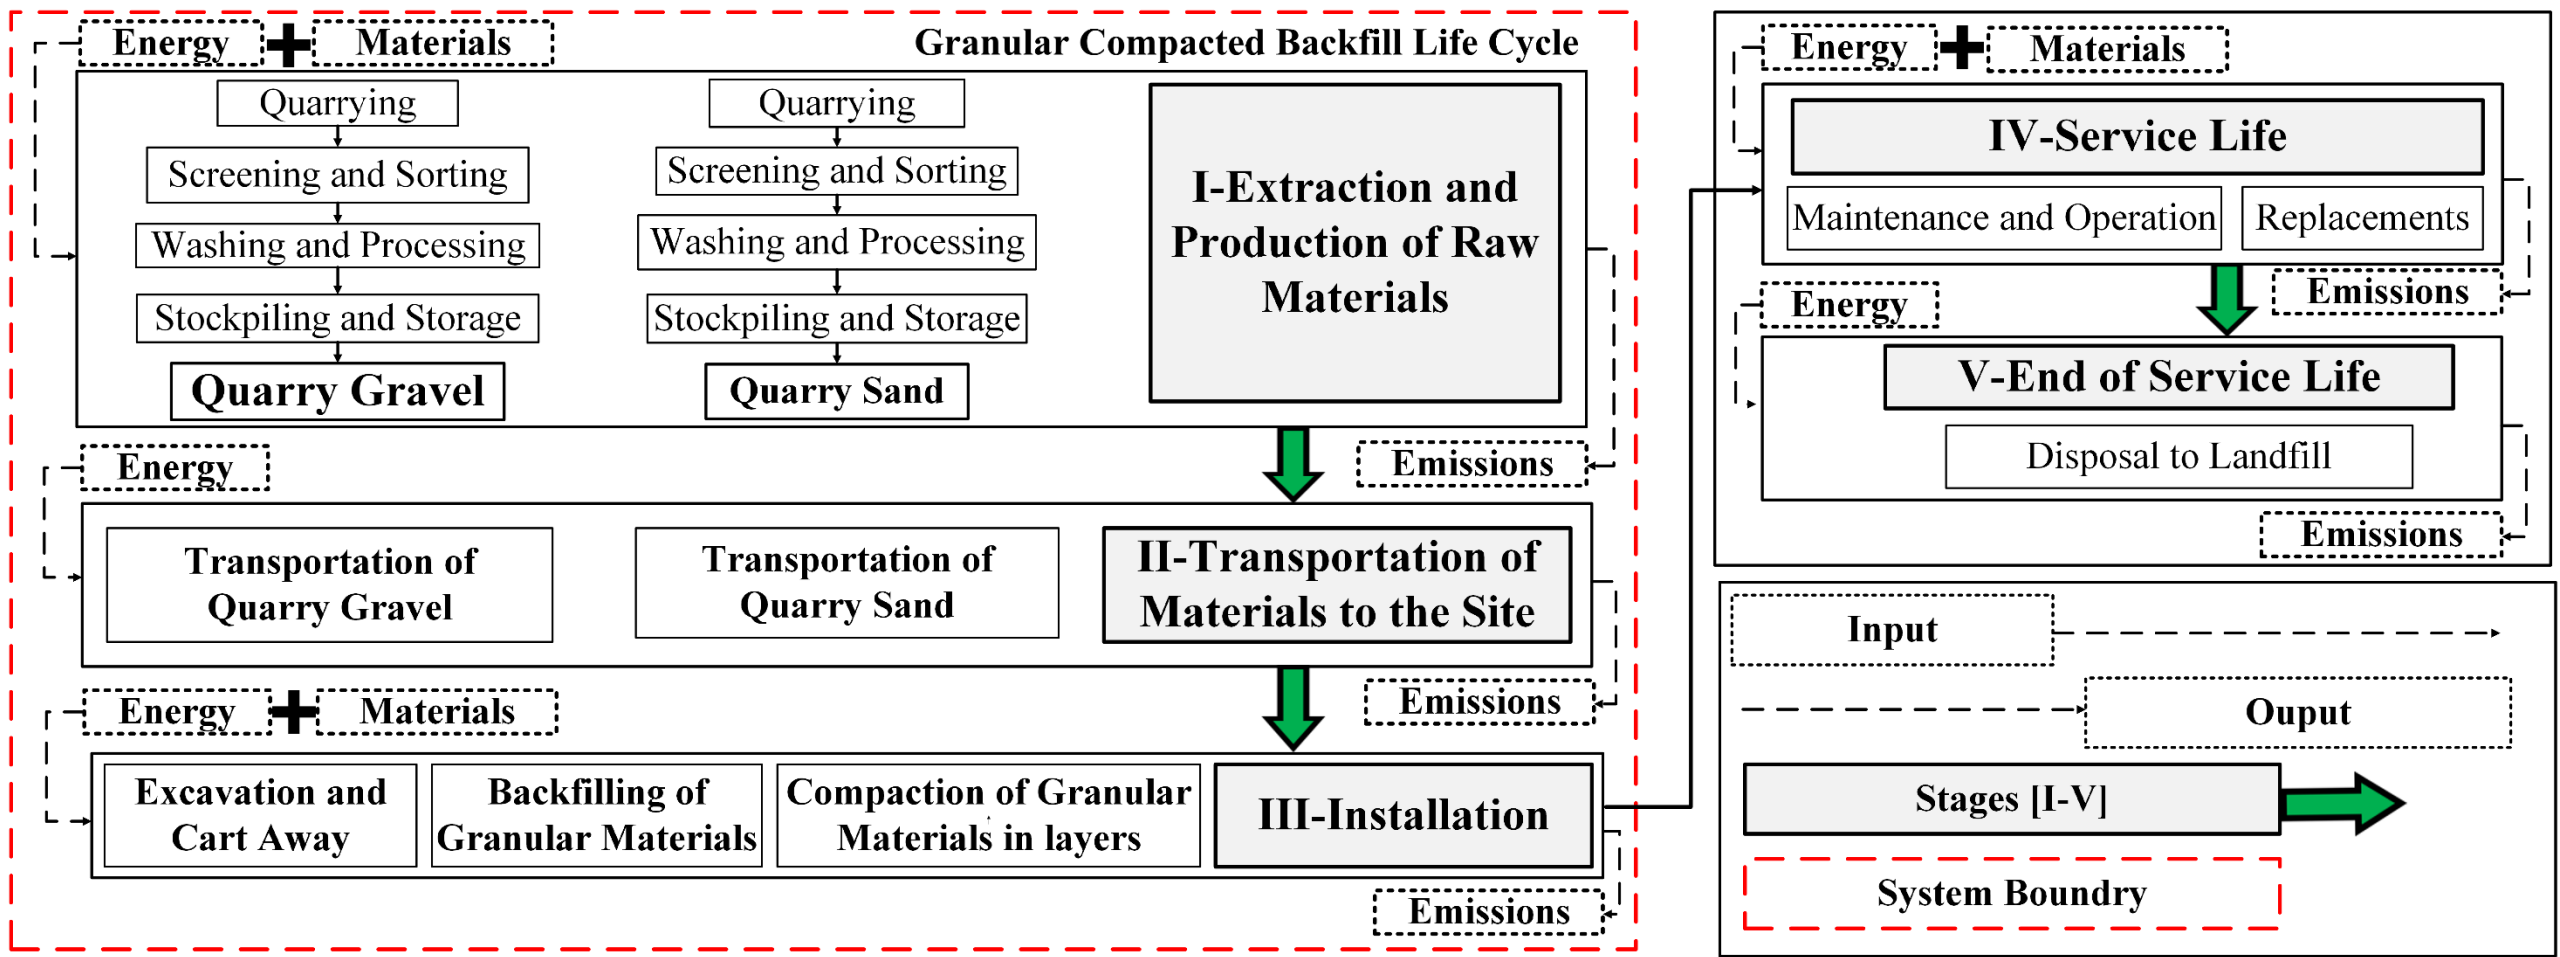 Energy
Materials
Granular Compacted Backfill Life Cycle
Quarrying
Screening and Sorting
Washing and Processing
Stockpiling and Storage
Quarry Gravel
Quarrying
Screening and Sorting
Washing and Processing
Stockpiling and Storage
Quarry Sand
I-Extraction and
Production of Raw
Materials
Emissions
Energy
Transportation of
Quarry Gravel
Transportation of
Quarry Sand
II-Transportation of
Materials to the Site
Emissions
Energy
Materials
Excavation and
Cart Away
Backfilling of
Granular Materials
Compaction of Granular
Materials in layers
III-Installation
Emissions
Energy
Materials
IV-Service Life
Maintenance and Operation
Replacements
Emissions
Energy
V-End of Service Life
Disposal to Landfill
Emissions
Input
Ouput
Stages [I-V]
System Boundry